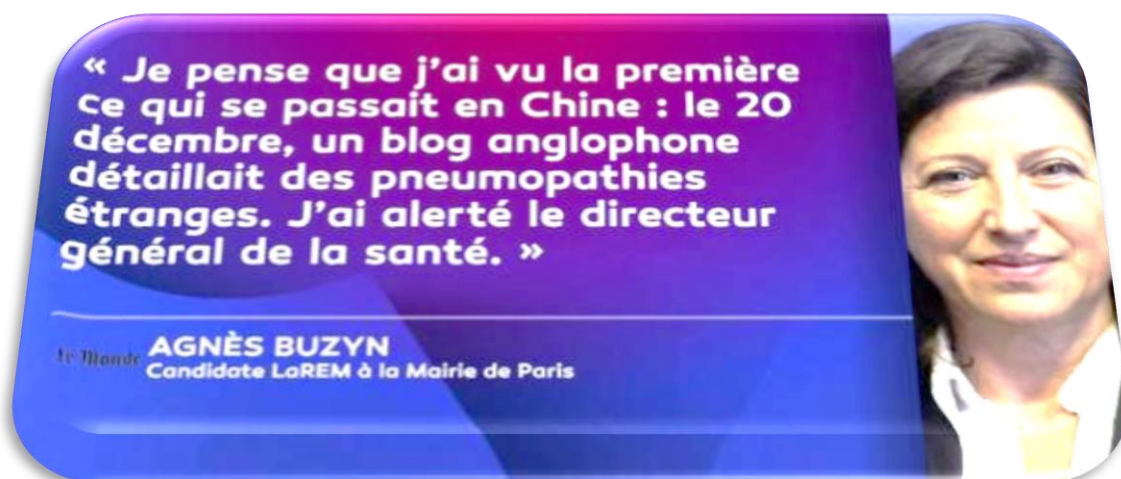 « Je pense que j'ai vu la première
ce qui se passait en Chine : le 20
décembre, un blog anglophone
détaillait des pneumopathies
étranges. J'ai alerté le directeur
général de la santé. »
Le Monde AGNÈS BUZYN
Candidate LaREM à la Mairie de Paris